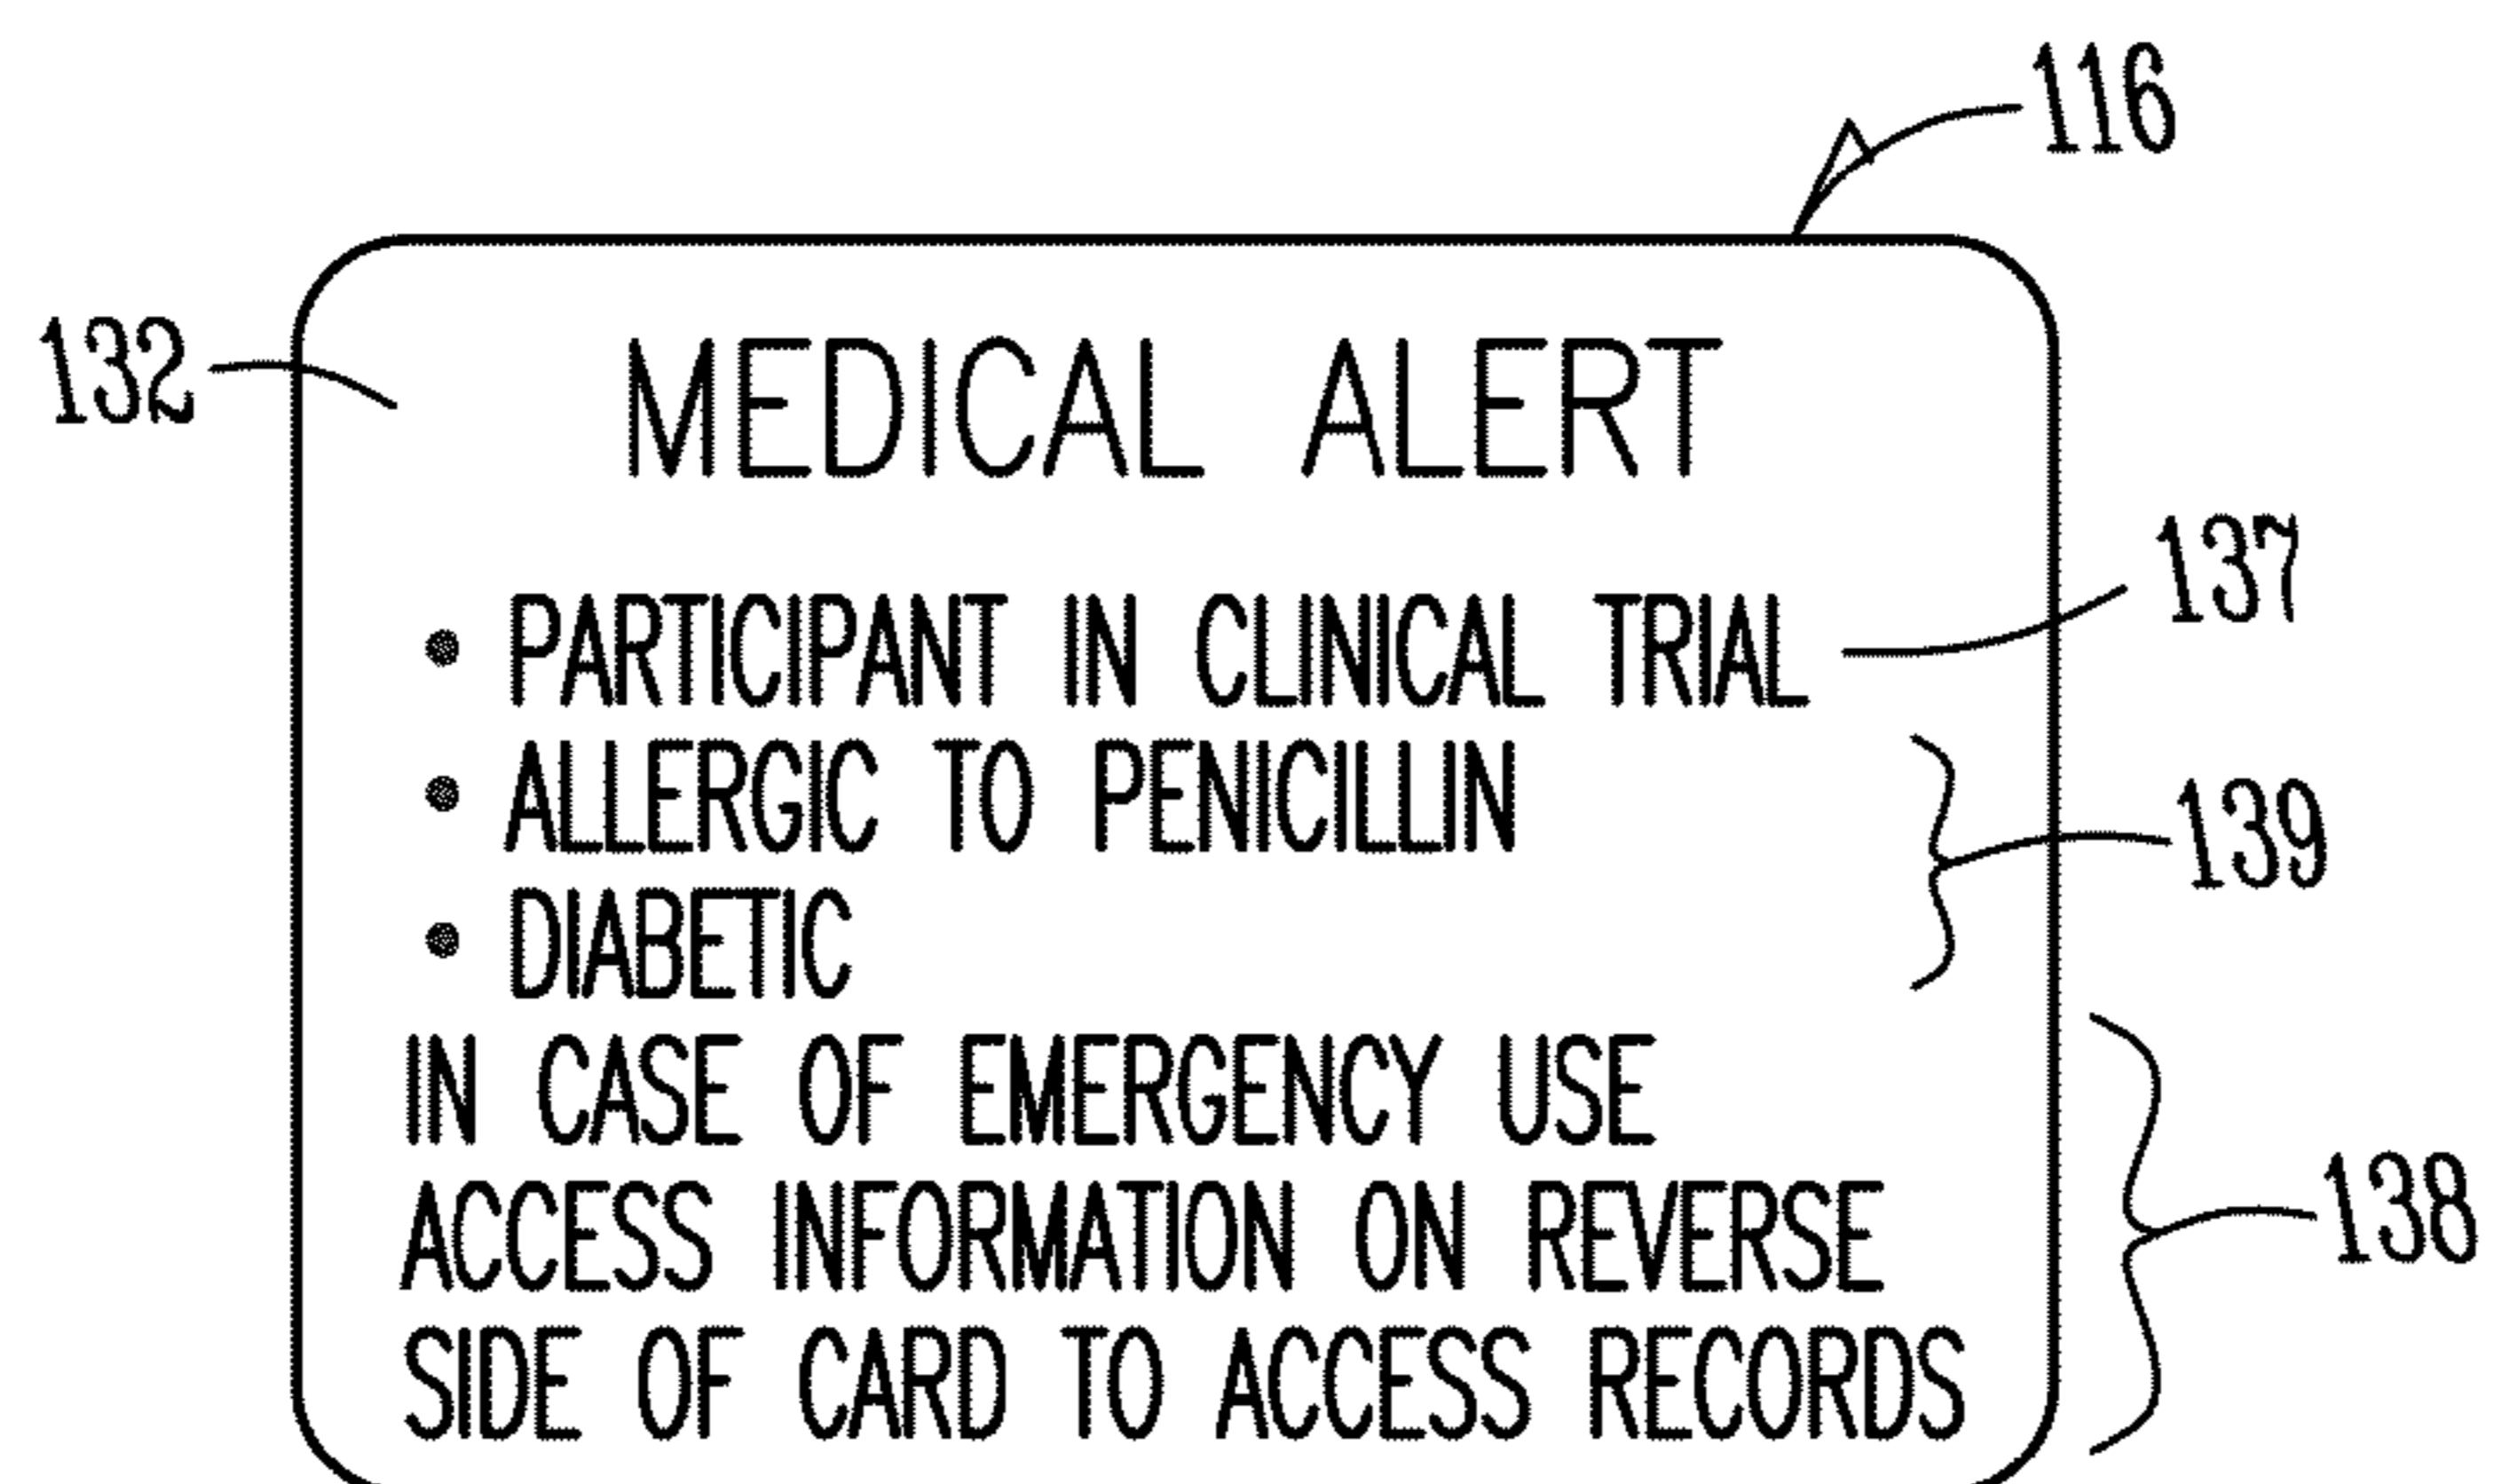 116
132
MEDICAL ALERT
137
• PARTICIPANT IN CLINICAL TRIAL
• ALLERGIC TO PENICILLIN
139
• DIABETIC
IN CASE OF EMERGENCY USE
ACCESS INFORMATION ON REVERSE
138
SIDE OF CARD TO ACCESS RECORDS